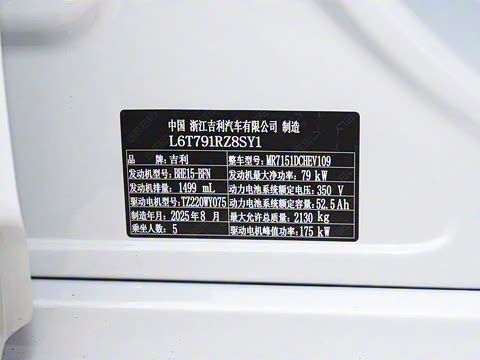 中国 浙江吉利汽车有限公司 制造
L6T791RZ8SY1
品 牌：吉利 整车型号：MR7151DCHEV109
发动机型号：BHE15-BFN 发动机最大净功率：79 kW
发动机排量：1499 mL 动力电池系统额定电压：350 V
驱动电机型号：TZ220WY075 动力电池系统额定容量：52.5Ah
制造年月：2025年8 月 最大允许总质量：2130 kg
乘坐人数：5 驱动电机峰值功率：175 kW